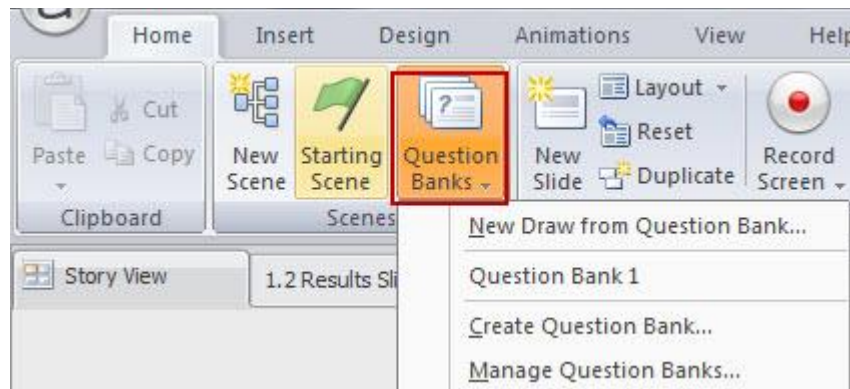 Home Insert Design Animations View Help
Cut
Copy
Paste
Clipboard
New
Scene
Starting
Scene
Question
Banks
Scenes
New
Slide
Layout
Reset
Duplicate
Record
Screen
New Draw from Question Bank...
Question Bank 1
Create Question Bank...
Manage Question Banks...
Story View
1.2 Results Sli